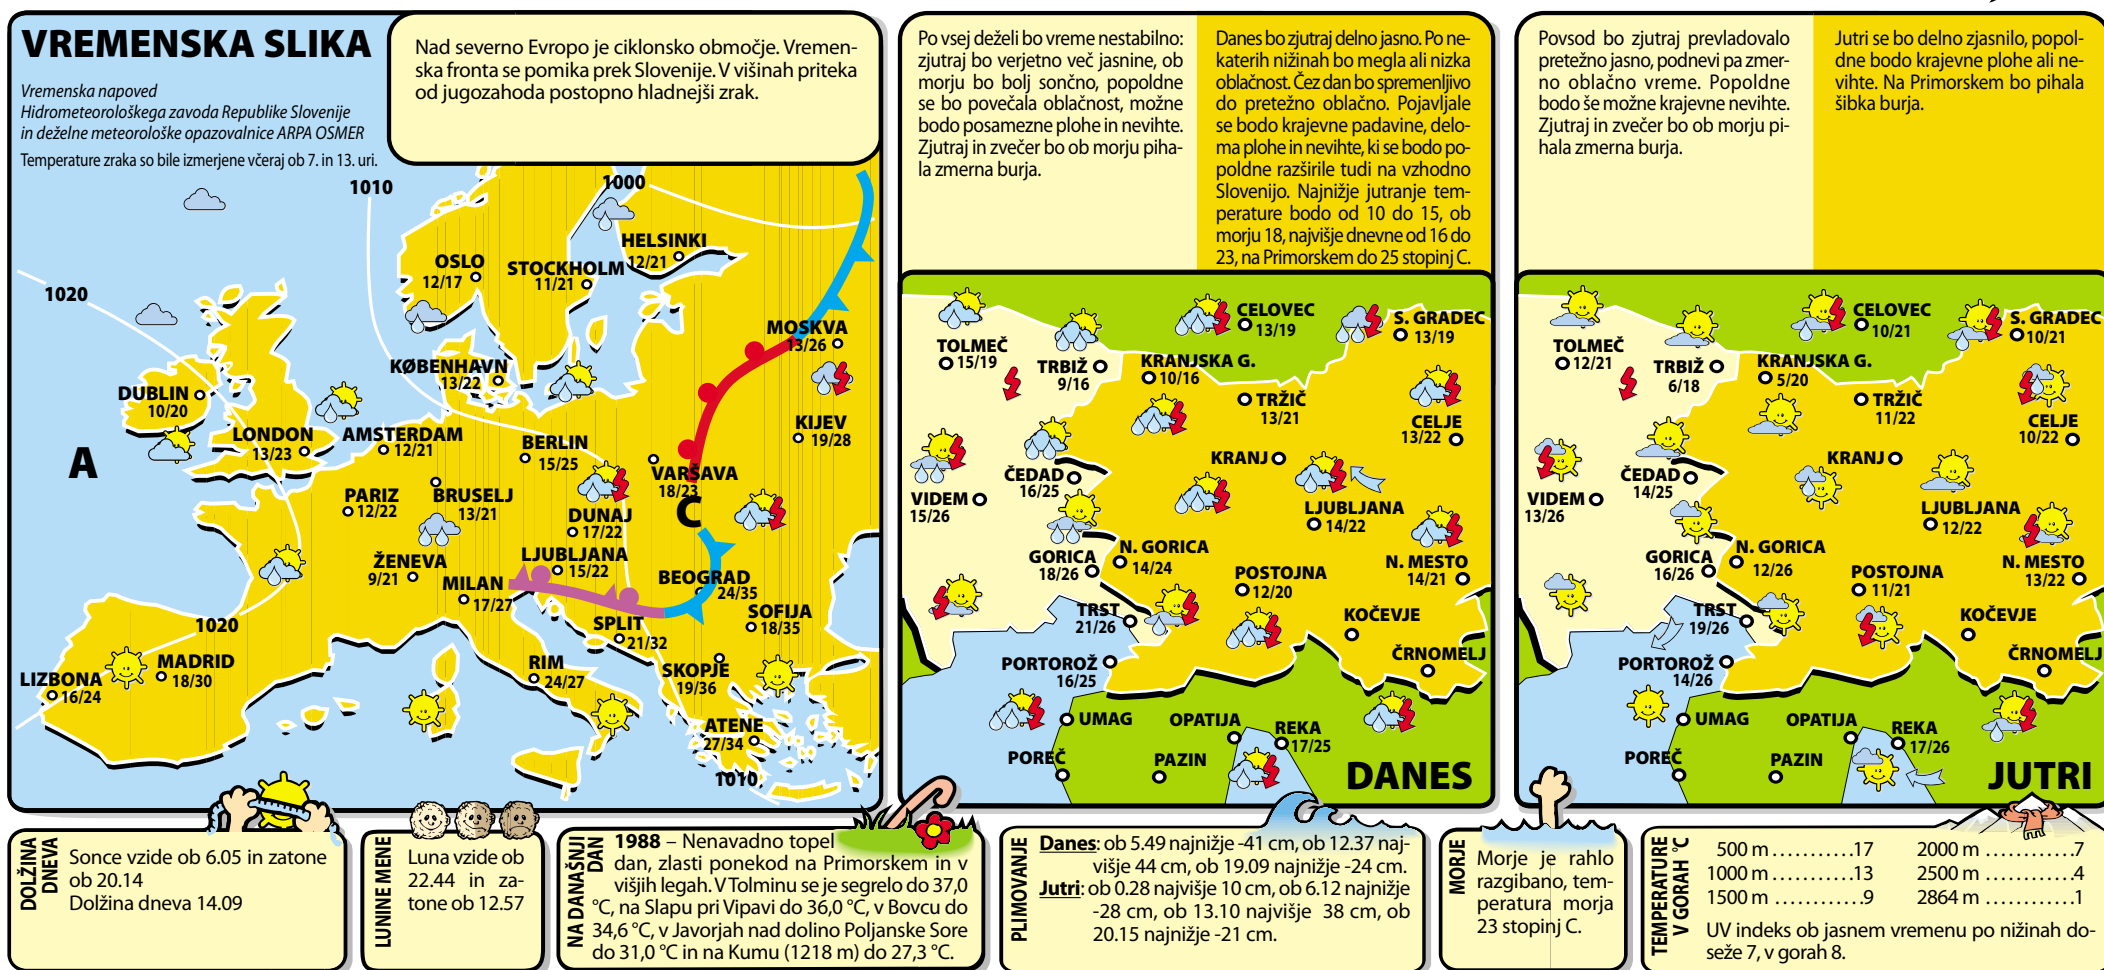 VREMENSKA SLIKA
Vremenska napoved
Hidrometeorološkega zavoda Republike Slovenije
in deželne meteorološke opazovalnice ARPA OSMER
Temperature zraka so bile izmerjene včeraj ob 7. in 13. uri.
Nad severno Evropo je ciklonsko območje. Vremen-
ska fronta se pomika prek Slovenije. V višinah priteka
od jugozahoda postopno hladnejši zrak.
1010
1000
1020
HELSINKI
12/21
OSLO
12/17
STOCKHOLM
11/21
MOSKVA
13/26
KØBENHAVN
13/22
DUBLIN
10/20
LONDON
13/23
AMSTERDAM
12/21
BERLIN
15/25
KIJEV
19/28
A
VARŠAVA
18/23
PARIZ
12/22
BRUSELJ
13/21
C
DUNAJ
17/22
LJUBLJANA
15/22
ŽENEVA
9/21
MILAN
17/27
BEOGRAD
24/35
SOFIJA
18/35
1020
SPLIT
21/32
LIZBONA
16/24
MADRID
18/30
RIM
24/27
SKOPJE
19/36
ATENE
27/34
1010
Po vsej deželi bo vreme nestabilno:
zjutraj bo verjetno več jasnine, ob
morju bo bolj sončno, popoldne
se bo povečala oblačnost, možne
bodo posamezne plohe in nevihte.
Zjutraj in zvečer bo ob morju piha-
la zmerna burja.
Danes bo zjutraj delno jasno. Po ne-
katerih nižinah bo megla ali nizka
oblačnost. Čez dan bo spremenljivo
do pretežno oblačno. Pojavljale
se bodo krajevne padavine, delo-
ma plohe in nevihte, ki se bodo po-
poldne razširile tudi na vzhodno
Slovenijo. Najnižje jutranje tem-
perature bodo od 10 do 15, ob
morju 18, najvišje dnevne od 16 do
23, na Primorskem do 25 stopinj C.
CELOVEC
13/19
S. GRADEC
13/19
TOLMEČ
15/19
TRBIŽ
9/16
KRANJSKA G.
10/16
TRŽIČ
13/21
CELJE
13/22
KRANJ
ČEDAD
16/25
VIDEM
15/26
LJUBLJANA
14/22
GORICA
18/26
N. GORICA
14/24
POSTOJNA
12/20
N. MESTO
14/21
TRST
21/26
KOČEVJE
ČRNOMELJ
PORTOROŽ
16/25
UMAG
OPATIJA
REKA
17/25
POREČ
PAZIN
DANES
Povsod bo zjutraj prevladovalo
pretežno jasno, podnevi pa zmer-
no oblačno vreme. Popoldne
bodo še možne krajevne nevihte.
Zjutraj in zvečer bo ob morju pi-
hala zmerna burja.
Jutri se bo delno zjasnilo, popol-
dne bodo krajevne plohe ali ne-
vihte. Na Primorskem bo pihala
šibka burja.
CELOVEC
10/21
S. GRADEC
10/21
TOLMEČ
12/21
TRBIŽ
6/18
KRANJSKA G.
5/20
TRŽIČ
11/22
CELJE
10/22
KRANJ
ČEDAD
14/25
VIDEM
13/26
LJUBLJANA
12/22
GORICA
16/26
N. GORICA
12/26
POSTOJNA
11/21
N. MESTO
13/22
TRST
19/26
KOČEVJE
ČRNOMELJ
PORTOROŽ
14/26
UMAG
OPATIJA
REKA
17/26
POREČ
PAZIN
JUTRI
DOLŽINA
DNEVA
Sonce vzide ob 6.05 in zatone
ob 20.14
Dolžina dneva 14.09
LUNINE MENE
Luna vzide ob
22.44 in za-
tone ob 12.57
NA DANAŠNJI
DAN
1988 – Nenavadno topel
dan, zlasti ponekod na Primorskem in v
višjih legah. V Tolminu se je segrelo do 37,0
°C, na Slapu pri Vipavi do 36,0 °C, v Bovcu do
34,6 °C, v Javorjah nad dolino Poljanske Sore
do 31,0 °C in na Kumu (1218 m) do 27,3 °C.
PLIMOVANJE
Danes: ob 5.49 najnižje -41 cm, ob 12.37 naj-
višje 44 cm, ob 19.09 najnižje -24 cm.
Jutri: ob 0.28 najvišje 10 cm, ob 6.12 najnižje
-28 cm, ob 13.10 najvišje 38 cm, ob
20.15 najnižje -21 cm.
MORJE
Morje je rahlo
razgibano, tem-
peratura morja
23 stopinj C.
TEMPERATURE
V GORAH °C
500 m ...........17
1000 m ...........13
1500 m .............9
2000 m ............7
2500 m ............4
2864 m ............1
UV indeks ob jasnem vremenu po nižinah do-
seže 7, v gorah 8.